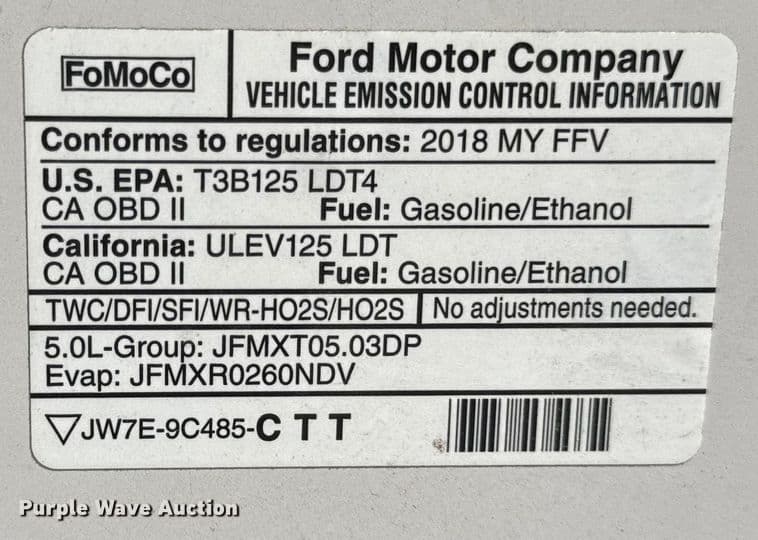 FoMoCo
Ford Motor Company
VEHICLE EMISSION CONTROL INFORMATION
Conforms to regulations: 2018 MY FFV
U.S. EPA: T3B125 LDT4
CA OBD II Fuel: Gasoline/Ethanol
California: ULEV125 LDT
CA OBD II Fuel: Gasoline/Ethanol
TWC/DFI/SFI/WR-HO2S/HO2S No adjustments needed.
5.0L-Group: JFMXT05.03DP
Evap: JFMXR0260NDV
▽JW7E-9C485-C T T
Purple Wave Auction